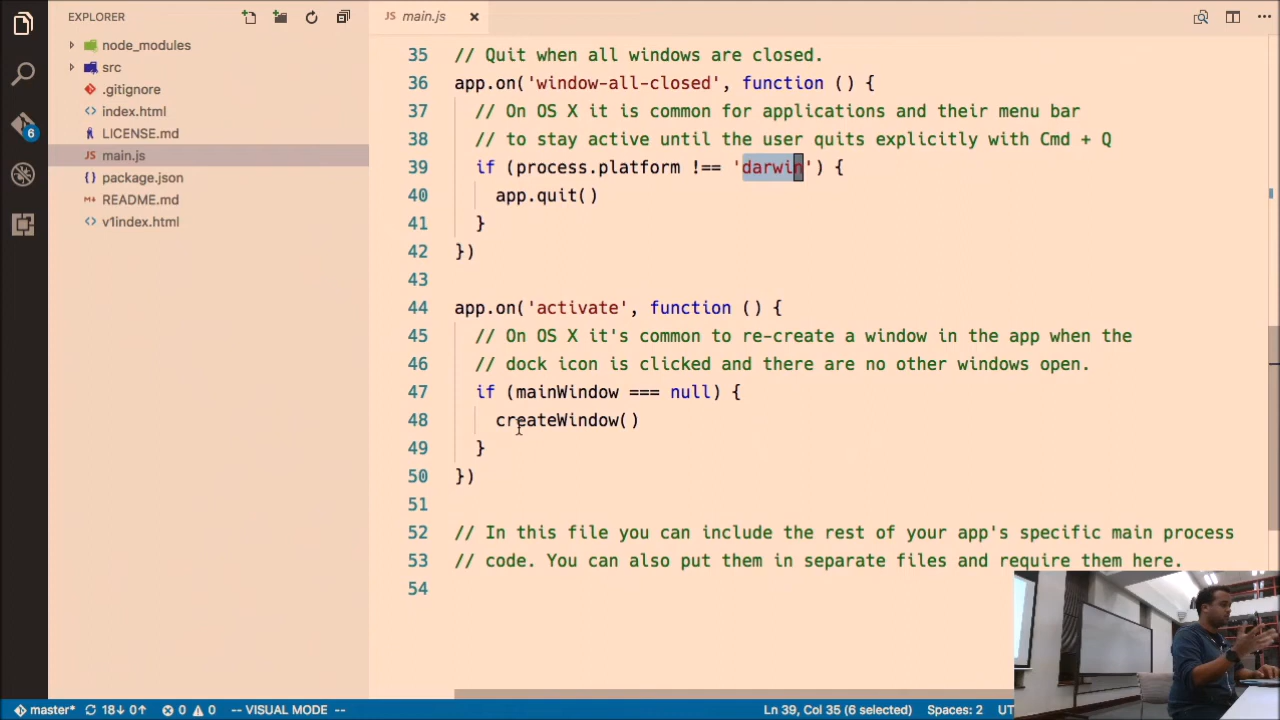 EXPLORER
node_modules
src
.gitignore
index.html
LICENSE.md
JS main.js
package.json
README.md
v1index.html
6
JS main.js
35 // Quit when all windows are closed.
36 app.on('window-all-closed', function () {
37 // On OS X it is common for applications and their menu bar
38 // to stay active until the user quits explicitly with Cmd + Q
39 if (process.platform !== 'darwin') {
40 app.quit()
41 }
42 })
43
44 app.on('activate', function () {
45 // On OS X it's common to re-create a window in the app when the
46 // dock icon is clicked and there are no other windows open.
47 if (mainWindow === null) {
48 createWindow()
49 }
50 })
51
52 // In this file you can include the rest of your app's specific main process
53 // code. You can also put them in separate files and require them here.
54
master* 18↓ 0↑ 0 0 -- VISUAL MODE -- Ln 39, Col 35 (6 selected) Spaces: 2 UT